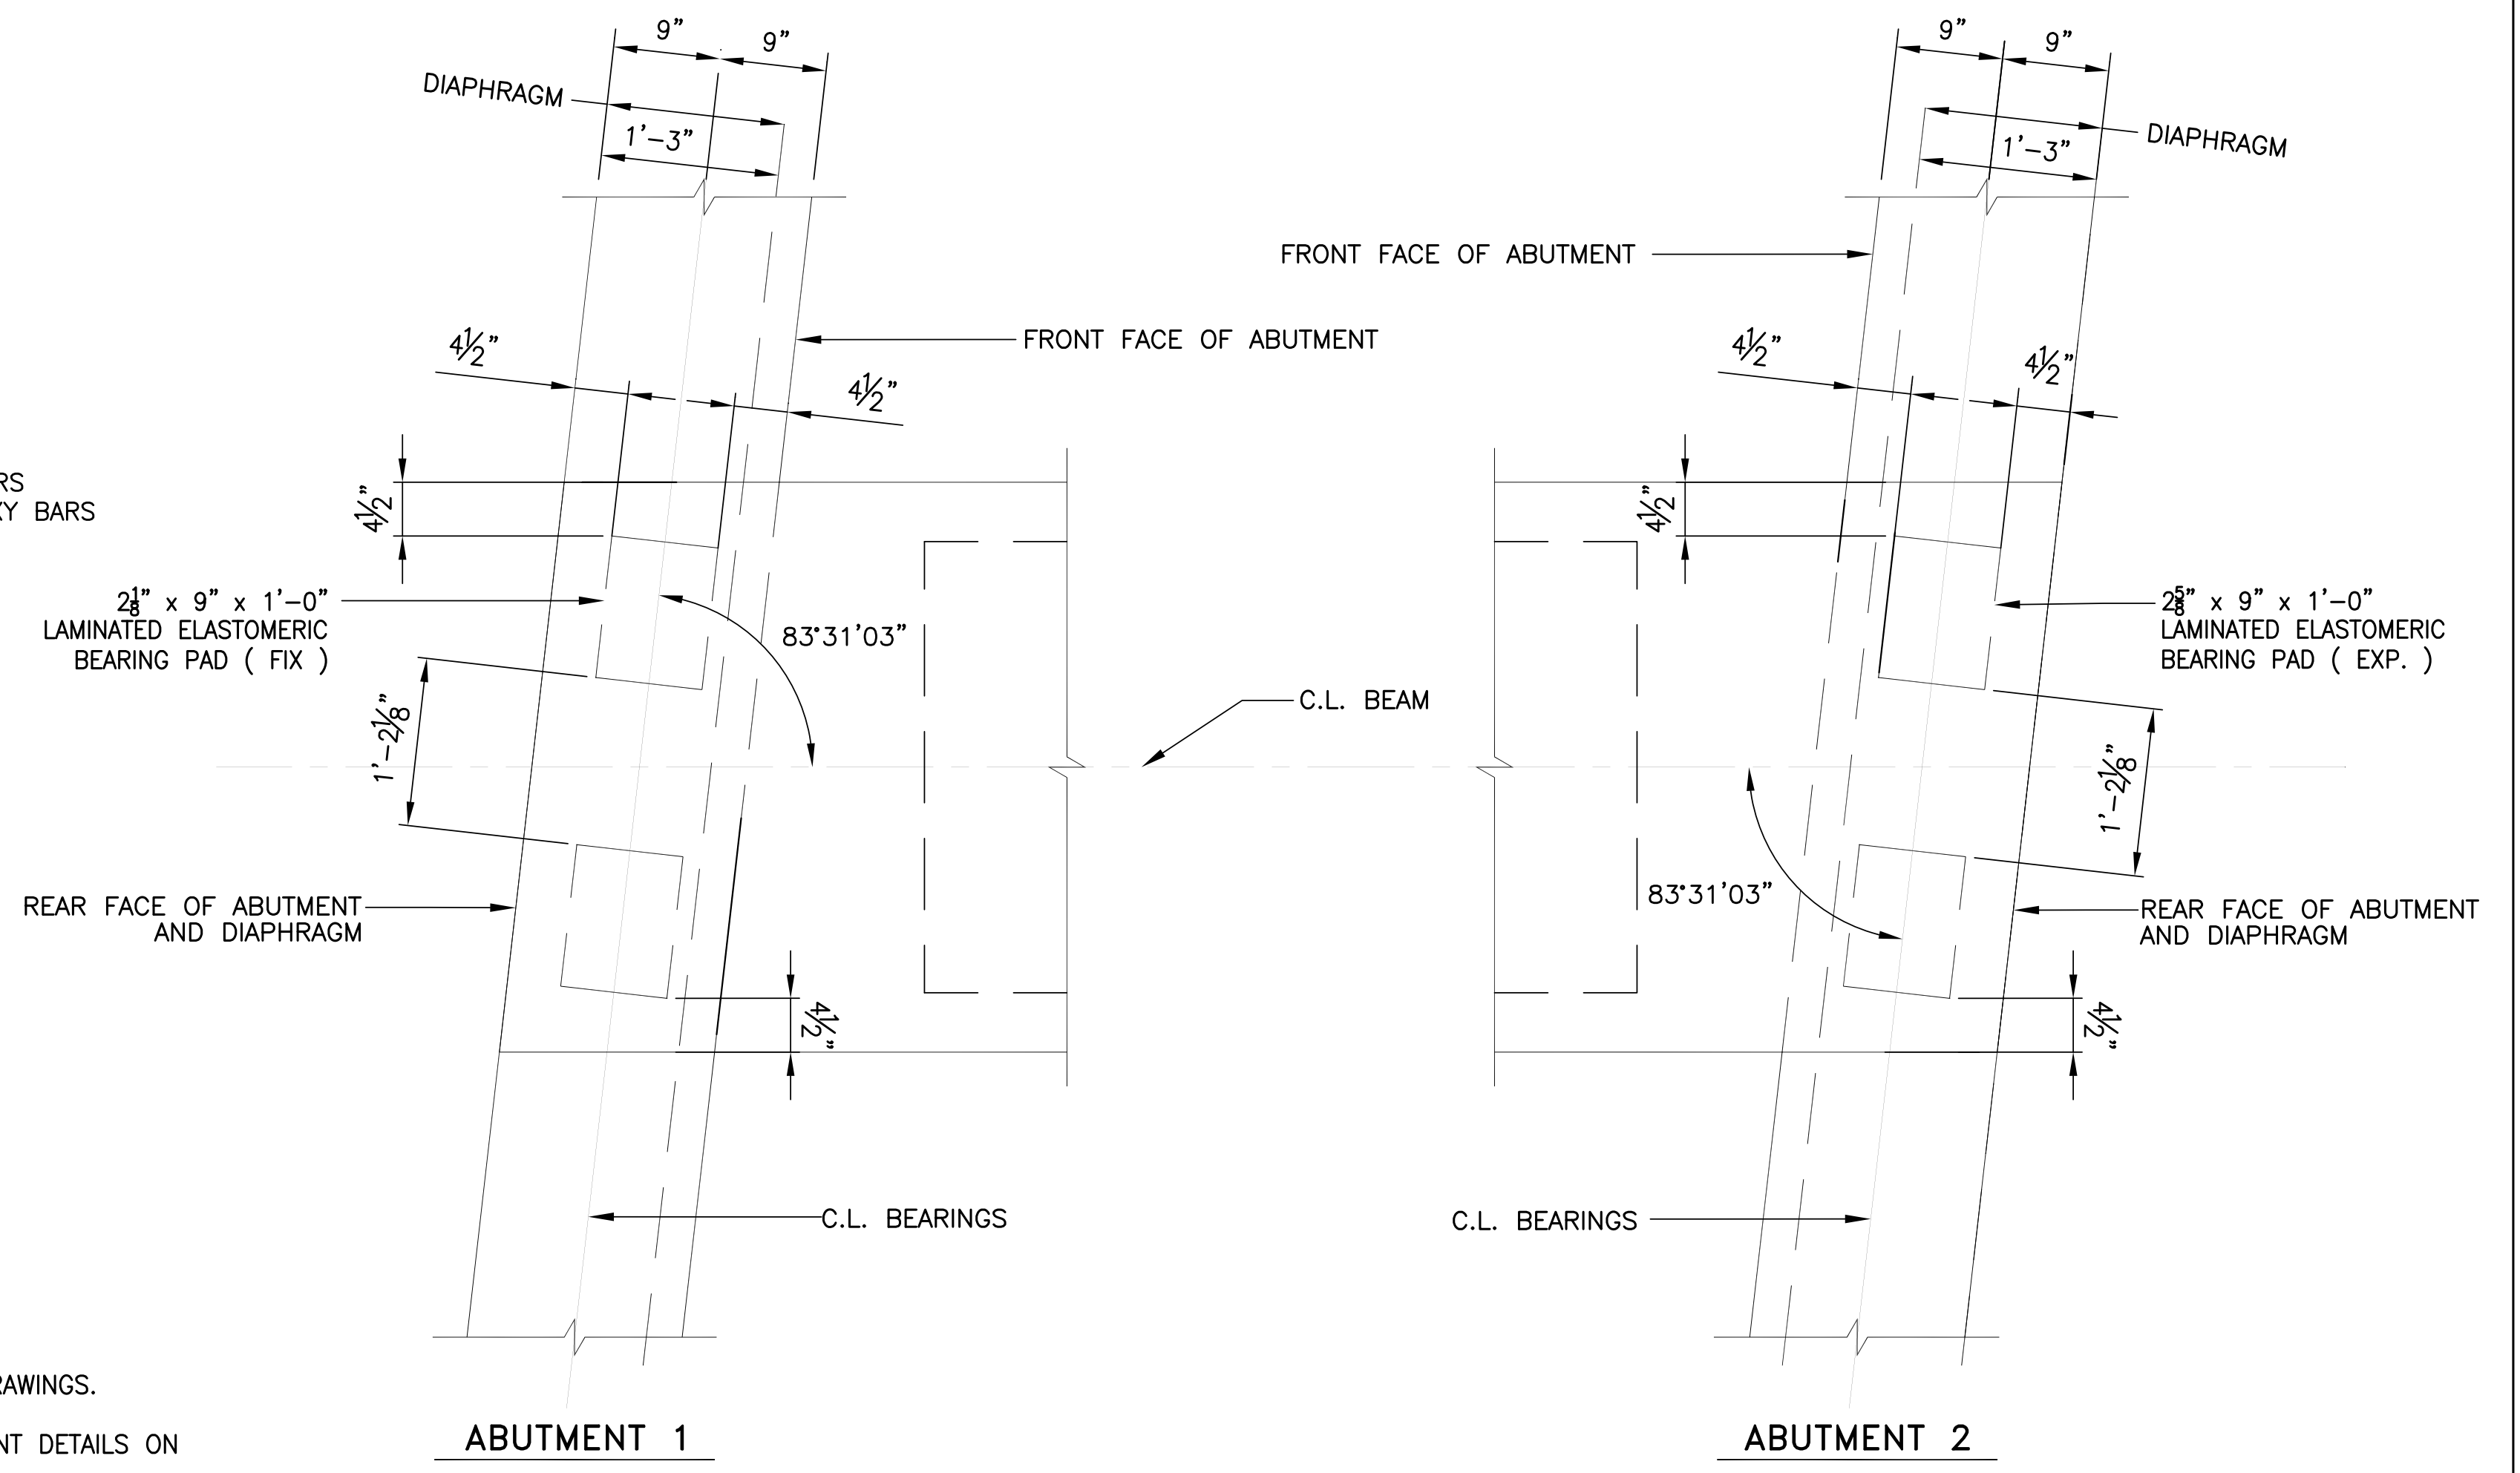 9" 9"
DIAPHRAGM
1'-3"
FRONT FACE OF ABUTMENT
4½" 4½"
4½"
RS
XY BARS
2⅛" x 9" x 1'-0"
LAMINATED ELASTOMERIC
BEARING PAD ( FIX )
83°31'03"
1'-2⅛"
C.L. BEAM
REAR FACE OF ABUTMENT
AND DIAPHRAGM
4½"
C.L. BEARINGS
RAWINGS.
NT DETAILS ON
ABUTMENT 1
9" 9"
DIAPHRAGM
1'-3"
FRONT FACE OF ABUTMENT
4½" 4½"
4½"
2⅝" x 9" x 1'-0"
LAMINATED ELASTOMERIC
BEARING PAD ( EXP. )
1'-2⅛"
83°31'03"
REAR FACE OF ABUTMENT
AND DIAPHRAGM
4½"
C.L. BEARINGS
ABUTMENT 2